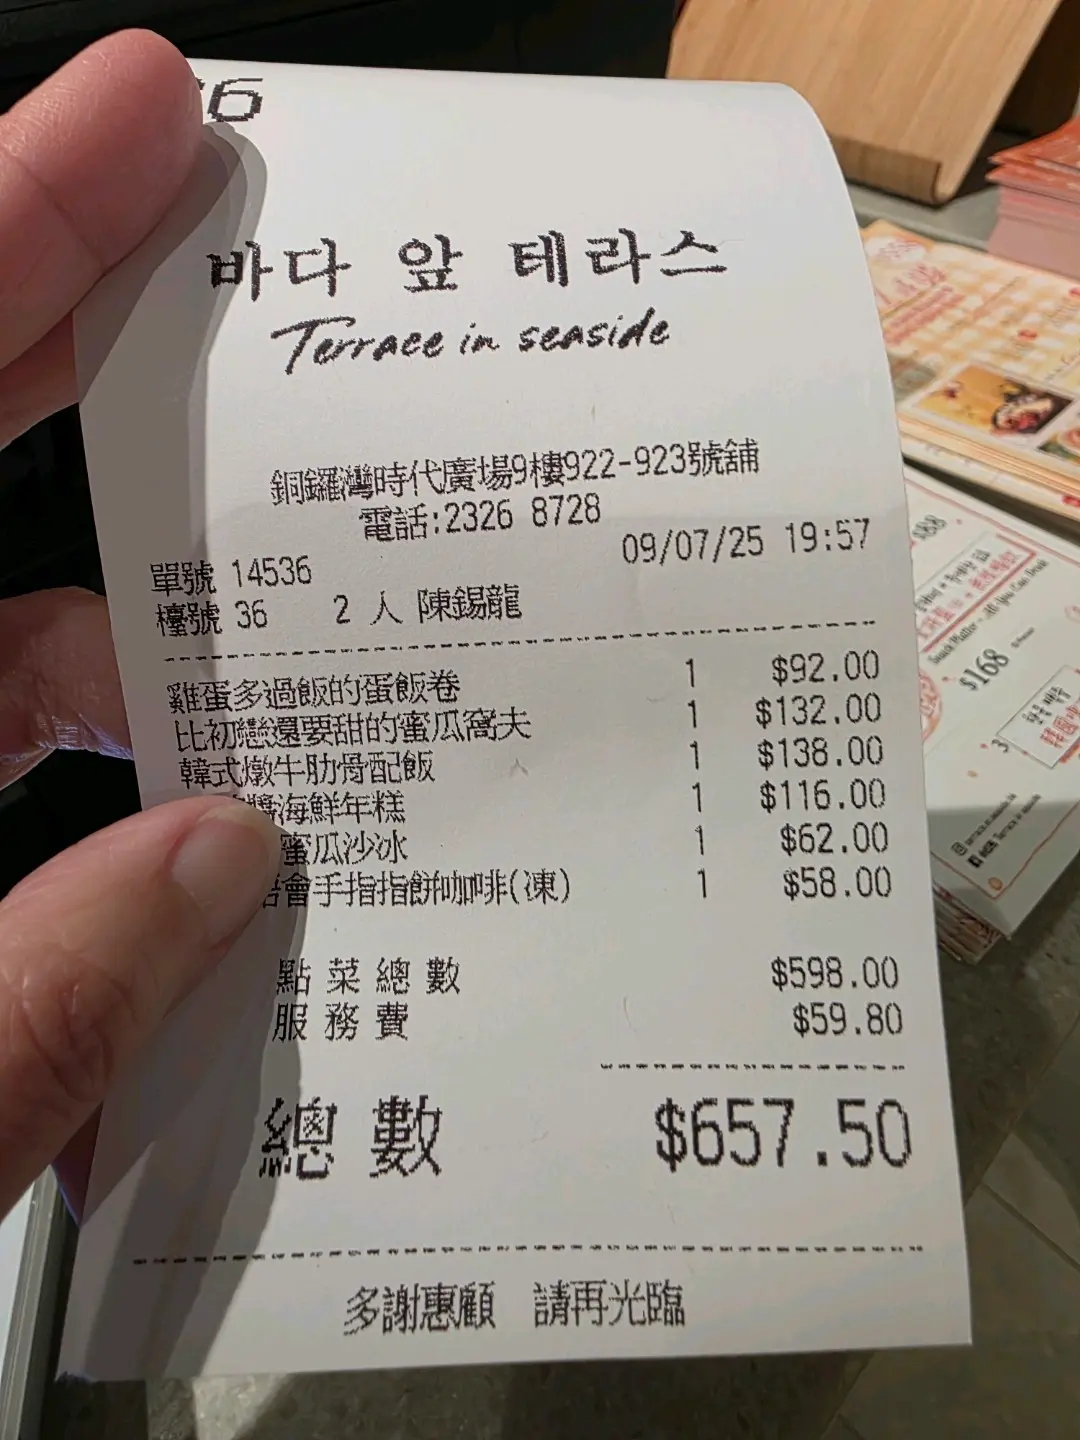 6
바다 앞 테라스
Terrace in seaside
銅鑼灣時代廣場9樓922-923號舖
電話:2326 8728
09/07/25 19:57
單號 14536
檯號 36 2 人 陳錫龍
雞蛋多過飯的蛋飯卷 1 $92.00
比初戀還要甜的蜜瓜窩夫 1 $132.00
韓式燉牛肋骨配飯 1 $138.00
醬海鮮年糕 1 $116.00
蜜瓜沙冰 1 $62.00
會手指指餅咖啡(凍) 1 $58.00
點菜總數 $598.00
服務費 $59.80
總數 $657.50
多謝惠顧 請再光臨
$168